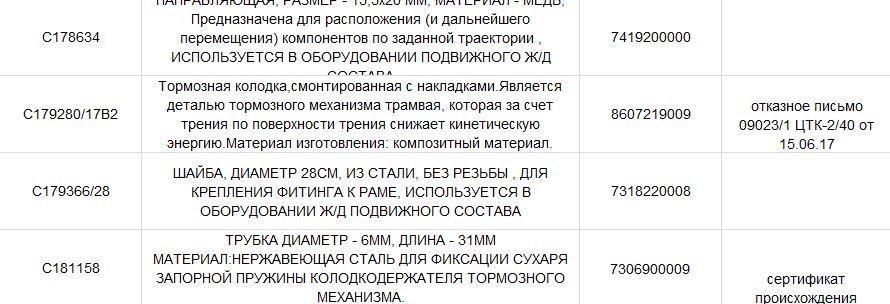 НАПРАВЛЯЮЩАЯ, РАЗМЕР - 15,5х20 ММ, МАТЕРИАЛ - МЕДЬ,
Предназначена для расположения (и дальнейшего
перемещения) компонентов по заданной траектории ,
ИСПОЛЬЗУЕТСЯ В ОБОРУДОВАНИИ ПОДВИЖНОГО Ж/Д
СОСТАВА
C178634
7419200000
Тормозная колодка,смонтированная с накладками.Является
деталью тормозного механизма трамвая, которая за счет
трения по поверхности трения снижает кинетическую
энергию.Материал изготовления: композитный материал.
C179280/17B2
8607219009
отказное письмо
09023/1 ЦТК-2/40 от
15.06.17
ШАЙБА, ДИАМЕТР 28СМ, ИЗ СТАЛИ, БЕЗ РЕЗЬБЫ , ДЛЯ
КРЕПЛЕНИЯ ФИТИНГА К РАМЕ, ИСПОЛЬЗУЕТСЯ В
ОБОРУДОВАНИИ Ж/Д ПОДВИЖНОГО СОСТАВА
C179366/28
7318220008
ТРУБКА ДИАМЕТР - 6ММ, ДЛИНА - 31ММ
МАТЕРИАЛ:НЕРЖАВЕЮЩАЯ СТАЛЬ ДЛЯ ФИКСАЦИИ СУХАРЯ
ЗАПОРНОЙ ПРУЖИНЫ КОЛОДКОДЕРЖАТЕЛЯ ТОРМОЗНОГО
МЕХАНИЗМА.
C181158
7306900009
сертификат
происхождения